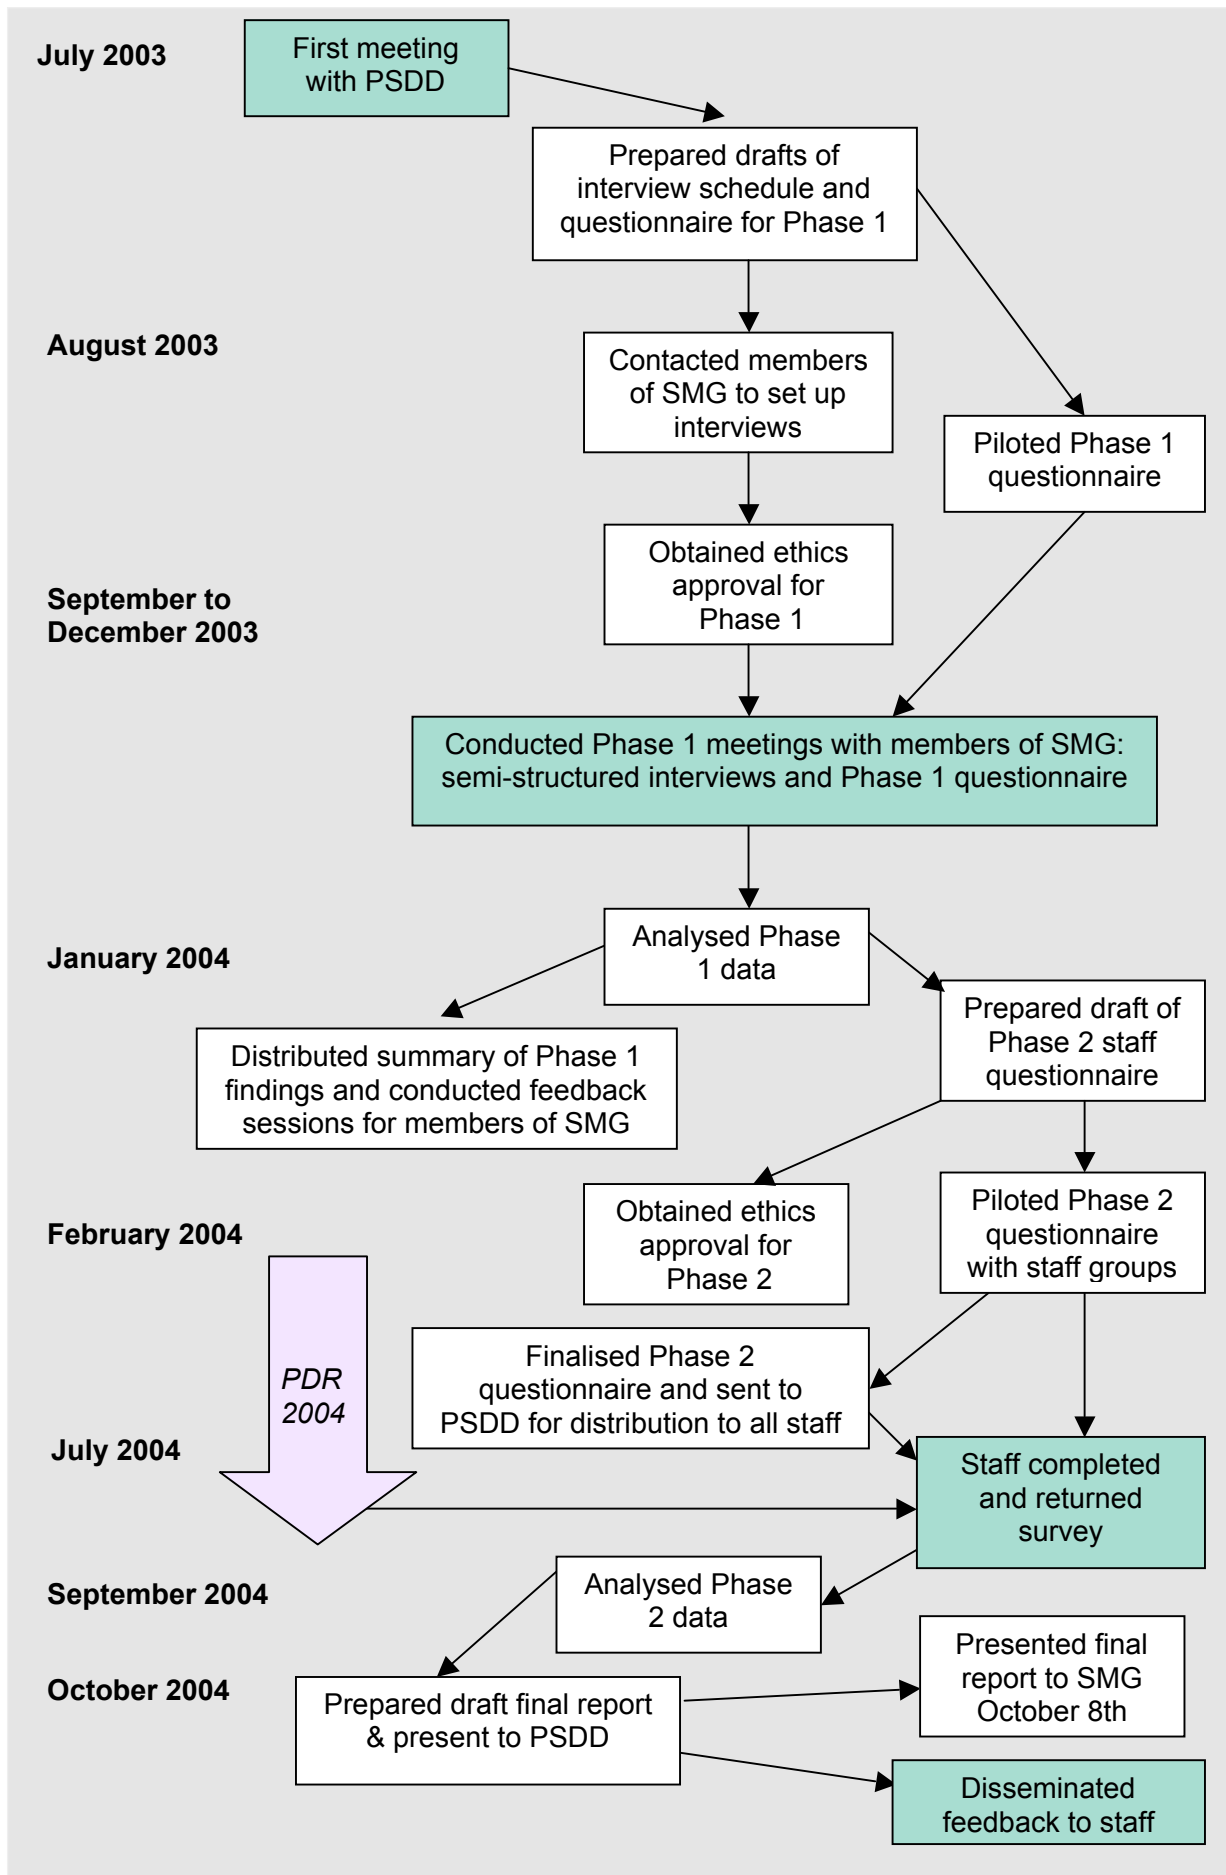 July 2003
First meeting
with PSDD
Prepared drafts of
interview schedule and
questionnaire for Phase 1
August 2003
Contacted members
of SMG to set up
interviews
Piloted Phase 1
questionnaire
Obtained ethics
approval for
Phase 1
September to
December 2003
Conducted Phase 1 meetings with members of SMG:
semi-structured interviews and Phase 1 questionnaire
January 2004
Analysed Phase
1 data
Distributed summary of Phase 1
findings and conducted feedback
sessions for members of SMG
Prepared draft of
Phase 2 staff
questionnaire
February 2004
Obtained ethics
approval for
Phase 2
Piloted Phase 2
questionnaire
with staff groups
PDR
2004
Finalised Phase 2
questionnaire and sent to
PSDD for distribution to all staff
July 2004
Staff completed
and returned
survey
September 2004
Analysed Phase
2 data
October 2004
Prepared draft final report
& present to PSDD
Presented final
report to SMG
October 8th
Disseminated
feedback to staff